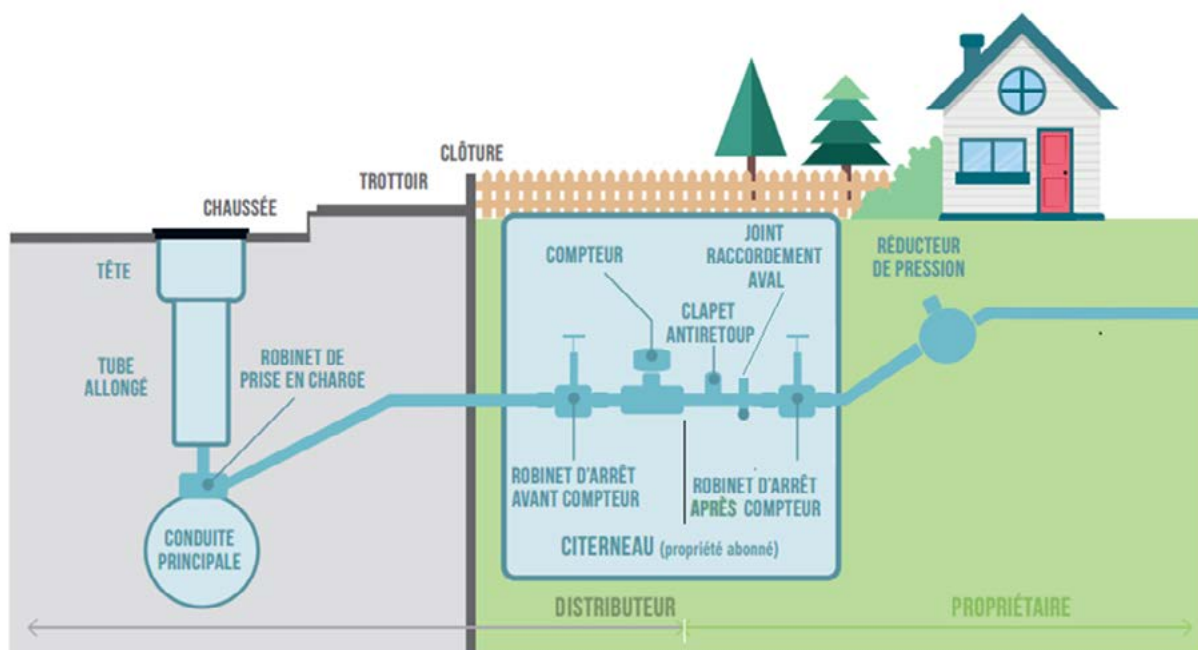 CLÔTURE
TROTTOIR
CHAUSSÉE
TÊTE
TUBE
ALLONGÉ
ROBINET DE
PRISE EN CHARGE
CONDUITE
PRINCIPALE
COMPTEUR
JOINT
RACCORDEMENT
AVAL
CLAPET
ANTIRETOUP
RÉDUCTEUR
DE PRESSION
ROBINET D'ARRÊT
AVANT COMPTEUR
ROBINET D'ARRÊT
APRÈS COMPTEUR
CITERNEAU (propriété abonné)
DISTRIBUTEUR
PROPRIÉTAIRE